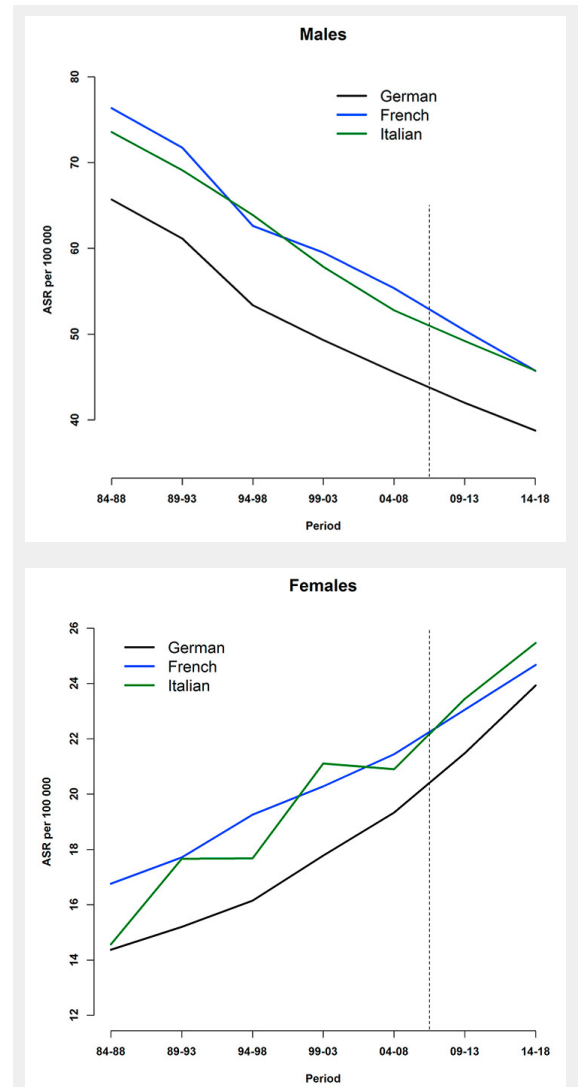 Males
German
French
Italian
80
70
60
50
40
ASR per 100 000
84-88 89-93 94-98 99-03 04-08 09-13 14-18
Period
Females
German
French
Italian
26
24
22
20
18
16
14
12
ASR per 100 000
84-88 89-93 94-98 99-03 04-08 09-13 14-18
Period